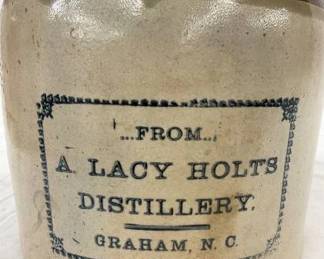 ...FROM...
A LACY HOLTS
DISTILLERY.
GRAHAM, N. C.